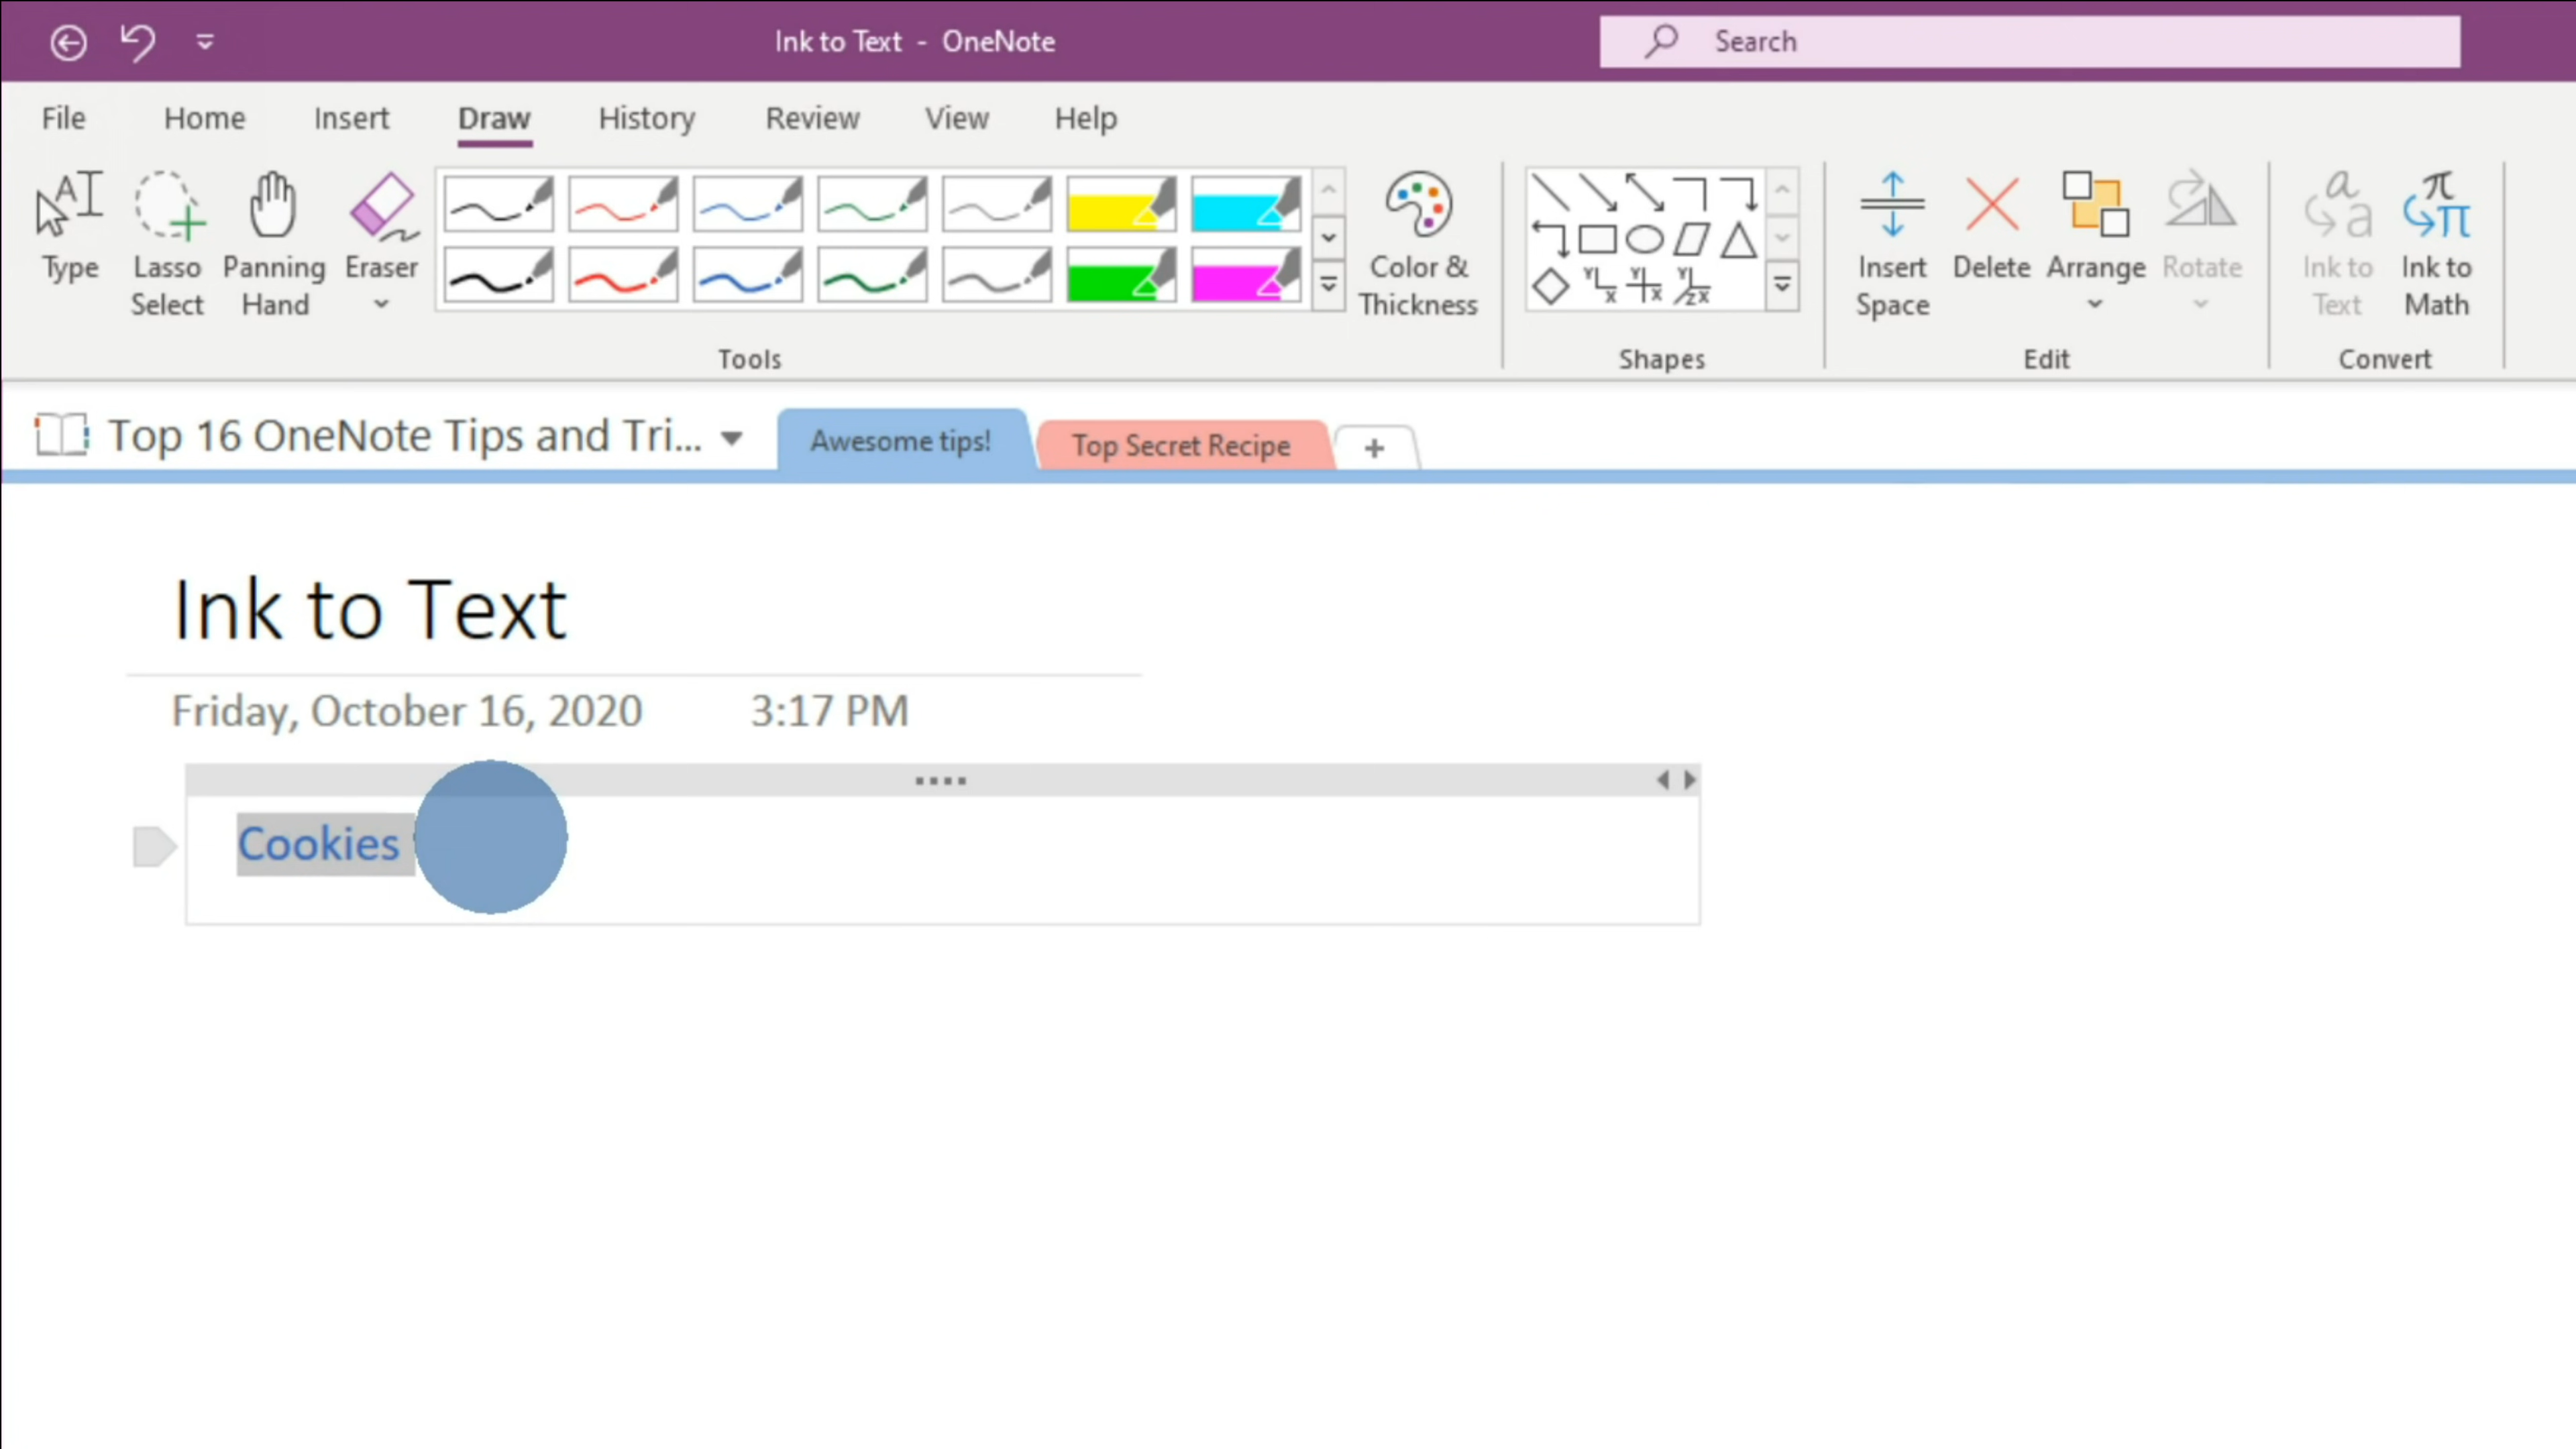 Ink to Text - OneNote
Search
File Home Insert Draw History Review View Help
Type
Lasso Select
Panning Hand
Eraser
Color & Thickness
Insert Space
Delete
Arrange
Rotate
Ink to Text
Ink to Math
Tools
Shapes
Edit
Convert
Top 16 OneNote Tips and Tri...
Awesome tips!
Top Secret Recipe
+
Ink to Text
Friday, October 16, 2020 3:17 PM
Cookies